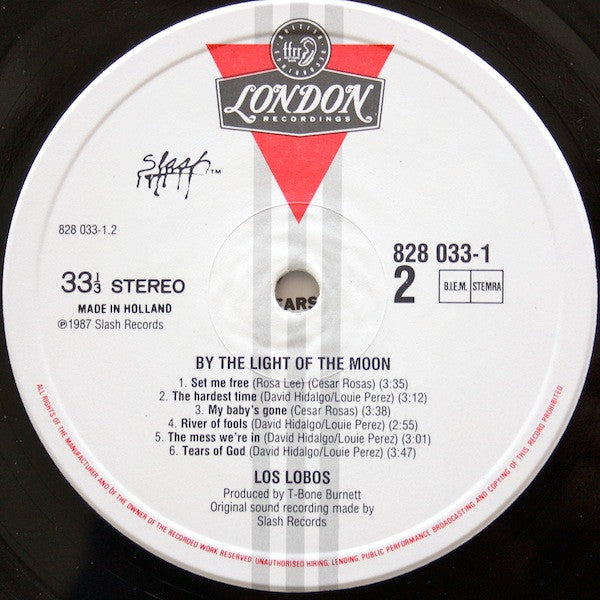 BRITISH
ffrr
LONDON
RECORDINGS
Slash ™
828 033-1.2
828 033-1
33⅓ STEREO
2
B.I.E.M. STEMRA
MADE IN HOLLAND
℗1987 Slash Records
EARS
BY THE LIGHT OF THE MOON
1. Set me free (Rosa Lee) (Cesar Rosas) (3:35)
2. The hardest time (David Hidalgo/Louie Perez) (3:12)
3. My baby's gone (Cesar Rosas) (3:38)
4. River of fools (David Hidalgo/Louie Perez) (2:55)
5. The mess we're in (David Hidalgo/Louie Perez) (3:01)
6. Tears of God (David Hidalgo/Louie Perez) (3:47)
LOS LOBOS
Produced by T-Bone Burnett
Original sound recording made by
Slash Records
ALL RIGHTS OF THE MANUFACTURER AND OF THE OWNER OF THE RECORDED WORK RESERVED. UNAUTHORISED HIRING, LENDING, PUBLIC PERFORMANCE BROADCASTING AND COPYING OF THIS RECORD PROHIBITED